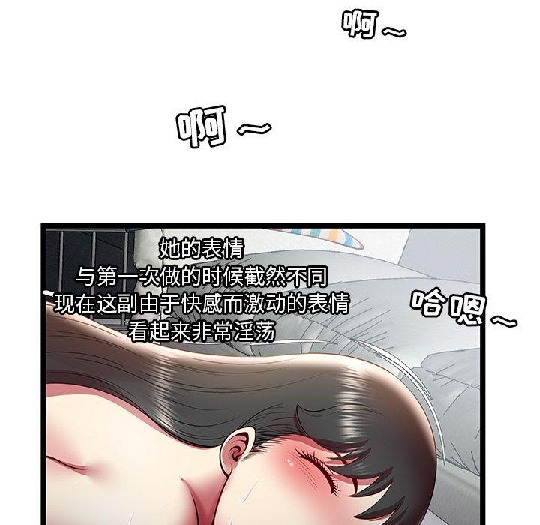 啊~
啊~
她的表情
与第一次做的时候截然不同
现在这副由于快感而激动的表情
看起来非常淫荡
哈嗯~